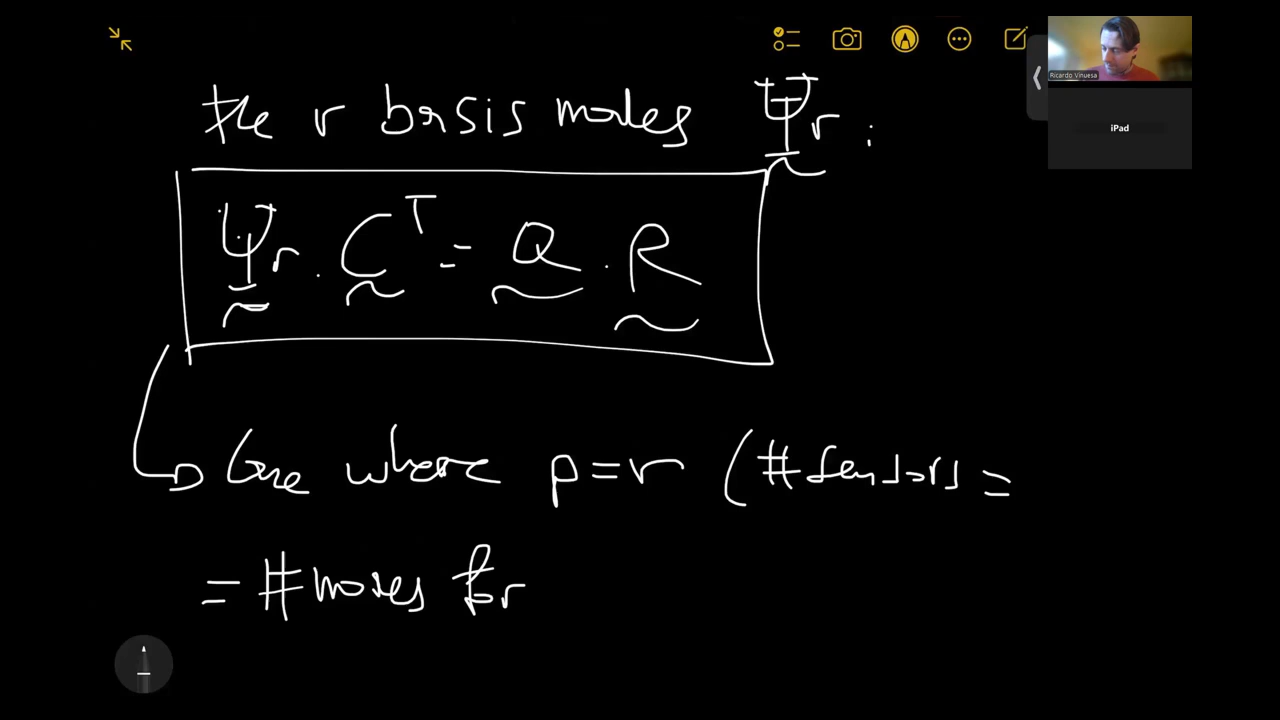 the r basis modes Ψr :
Ψr · C^T = Q · R
Case where p=r (#sensors =
= #modes for
Ricardo Vinuesa
iPad